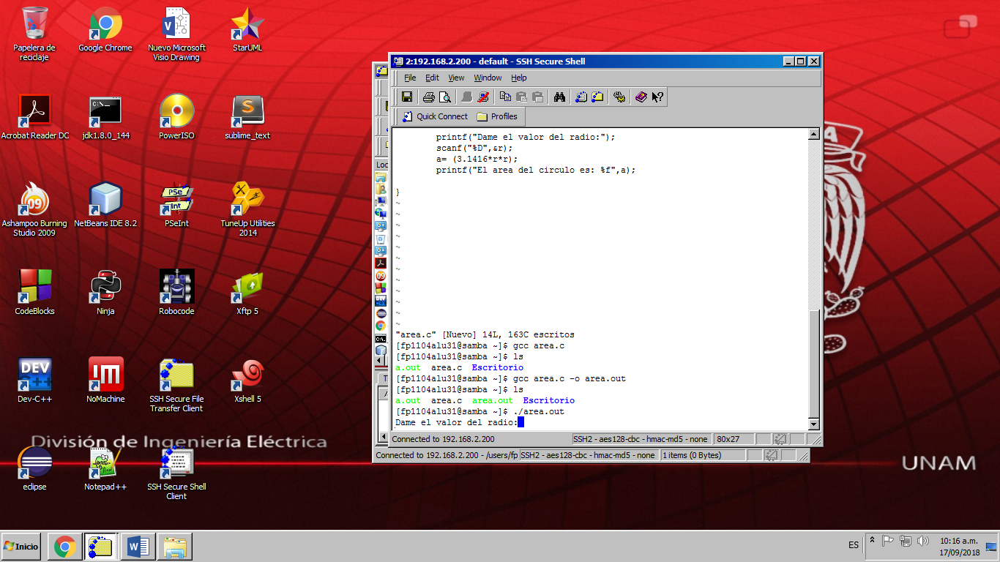 Papelera de
reciclaje
Google Chrome
Nuevo Microsoft
Visio Drawing
StarUML
Acrobat Reader DC
jdk1.8.0_144
PowerISO
sublime_text
Ashampoo Burning
Studio 2009
NetBeans IDE 8.2
PSeInt
TuneUp Utilities
2014
CodeBlocks
Ninja
Robocode
Xftp 5
Dev-C++
NoMachine
SSH Secure File
Transfer Client
Xshell 5
eclipse
Notepad++
SSH Secure Shell
Client
División de Ingeniería Eléctrica
UNAM
2:192.168.2.200 - default - SSH Secure Shell
File Edit View Window Help
Quick Connect Profiles
printf("Dame el valor del radio:");
scanf("%D",&r);
a= (3.1416*r*r);
printf("El area del circulo es: %f",a);
}
~
~
~
~
~
~
~
~
~
~
~
~
"area.c" [Nuevo] 14L, 163C escritos
[fp1104alu31@samba ~]$ gcc area.c
[fp1104alu31@samba ~]$ ls
a.out area.c Escritorio
[fp1104alu31@samba ~]$ gcc area.c -o area.out
[fp1104alu31@samba ~]$ ls
a.out area.c area.out Escritorio
[fp1104alu31@samba ~]$ ./area.out
Dame el valor del radio:
Connected to 192.168.2.200 SSH2 - aes128-cbc - hmac-md5 - none 80x27
Connected to 192.168.2.200 - /users/fp SSH2 - aes128-cbc - hmac-md5 - none 1 items (0 Bytes)
Inicio
ES
10:16 a.m.
17/09/2018